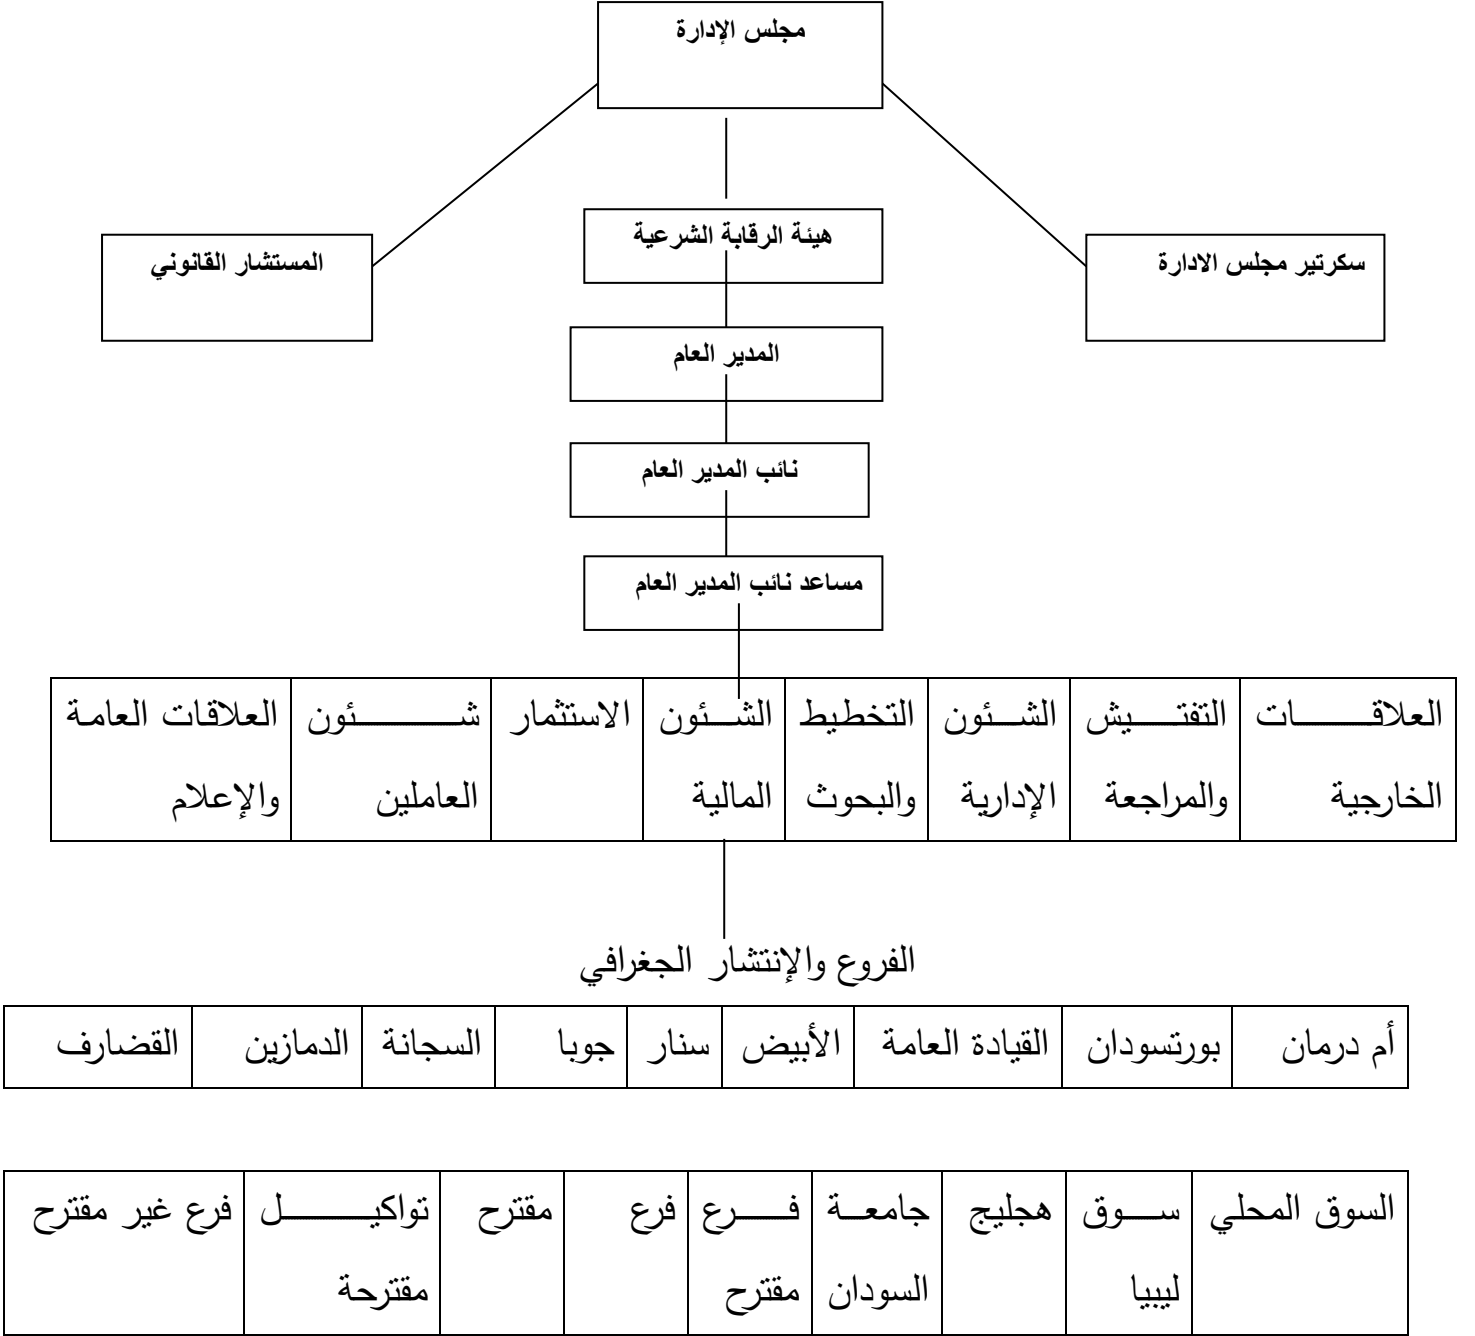 مجلس الإدارة
هيئة الرقابة الشرعية
سكرتير مجلس الادارة
المستشار القانوني
المدير العام
نائب المدير العام
مساعد نائب المدير العام
العلاقات
الخارجية
التفتيش
والمراجعة
الشئون
الإدارية
التخطيط
والبحوث
الشئون
المالية
الاستثمار
شئون
العاملين
العلاقات العامة
والإعلام
الفروع والإنتشار الجغرافي
أم درمان
بورتسودان
القيادة العامة
الأبيض
سنار
جوبا
السجانة
الدمازين
القضارف
السوق المحلي
سوق
ليبيا
هجليج
جامعة
السودان
فرع
مقترح
فرع
مقترح
تواكيل
مقترحة
فرع غير مقترح